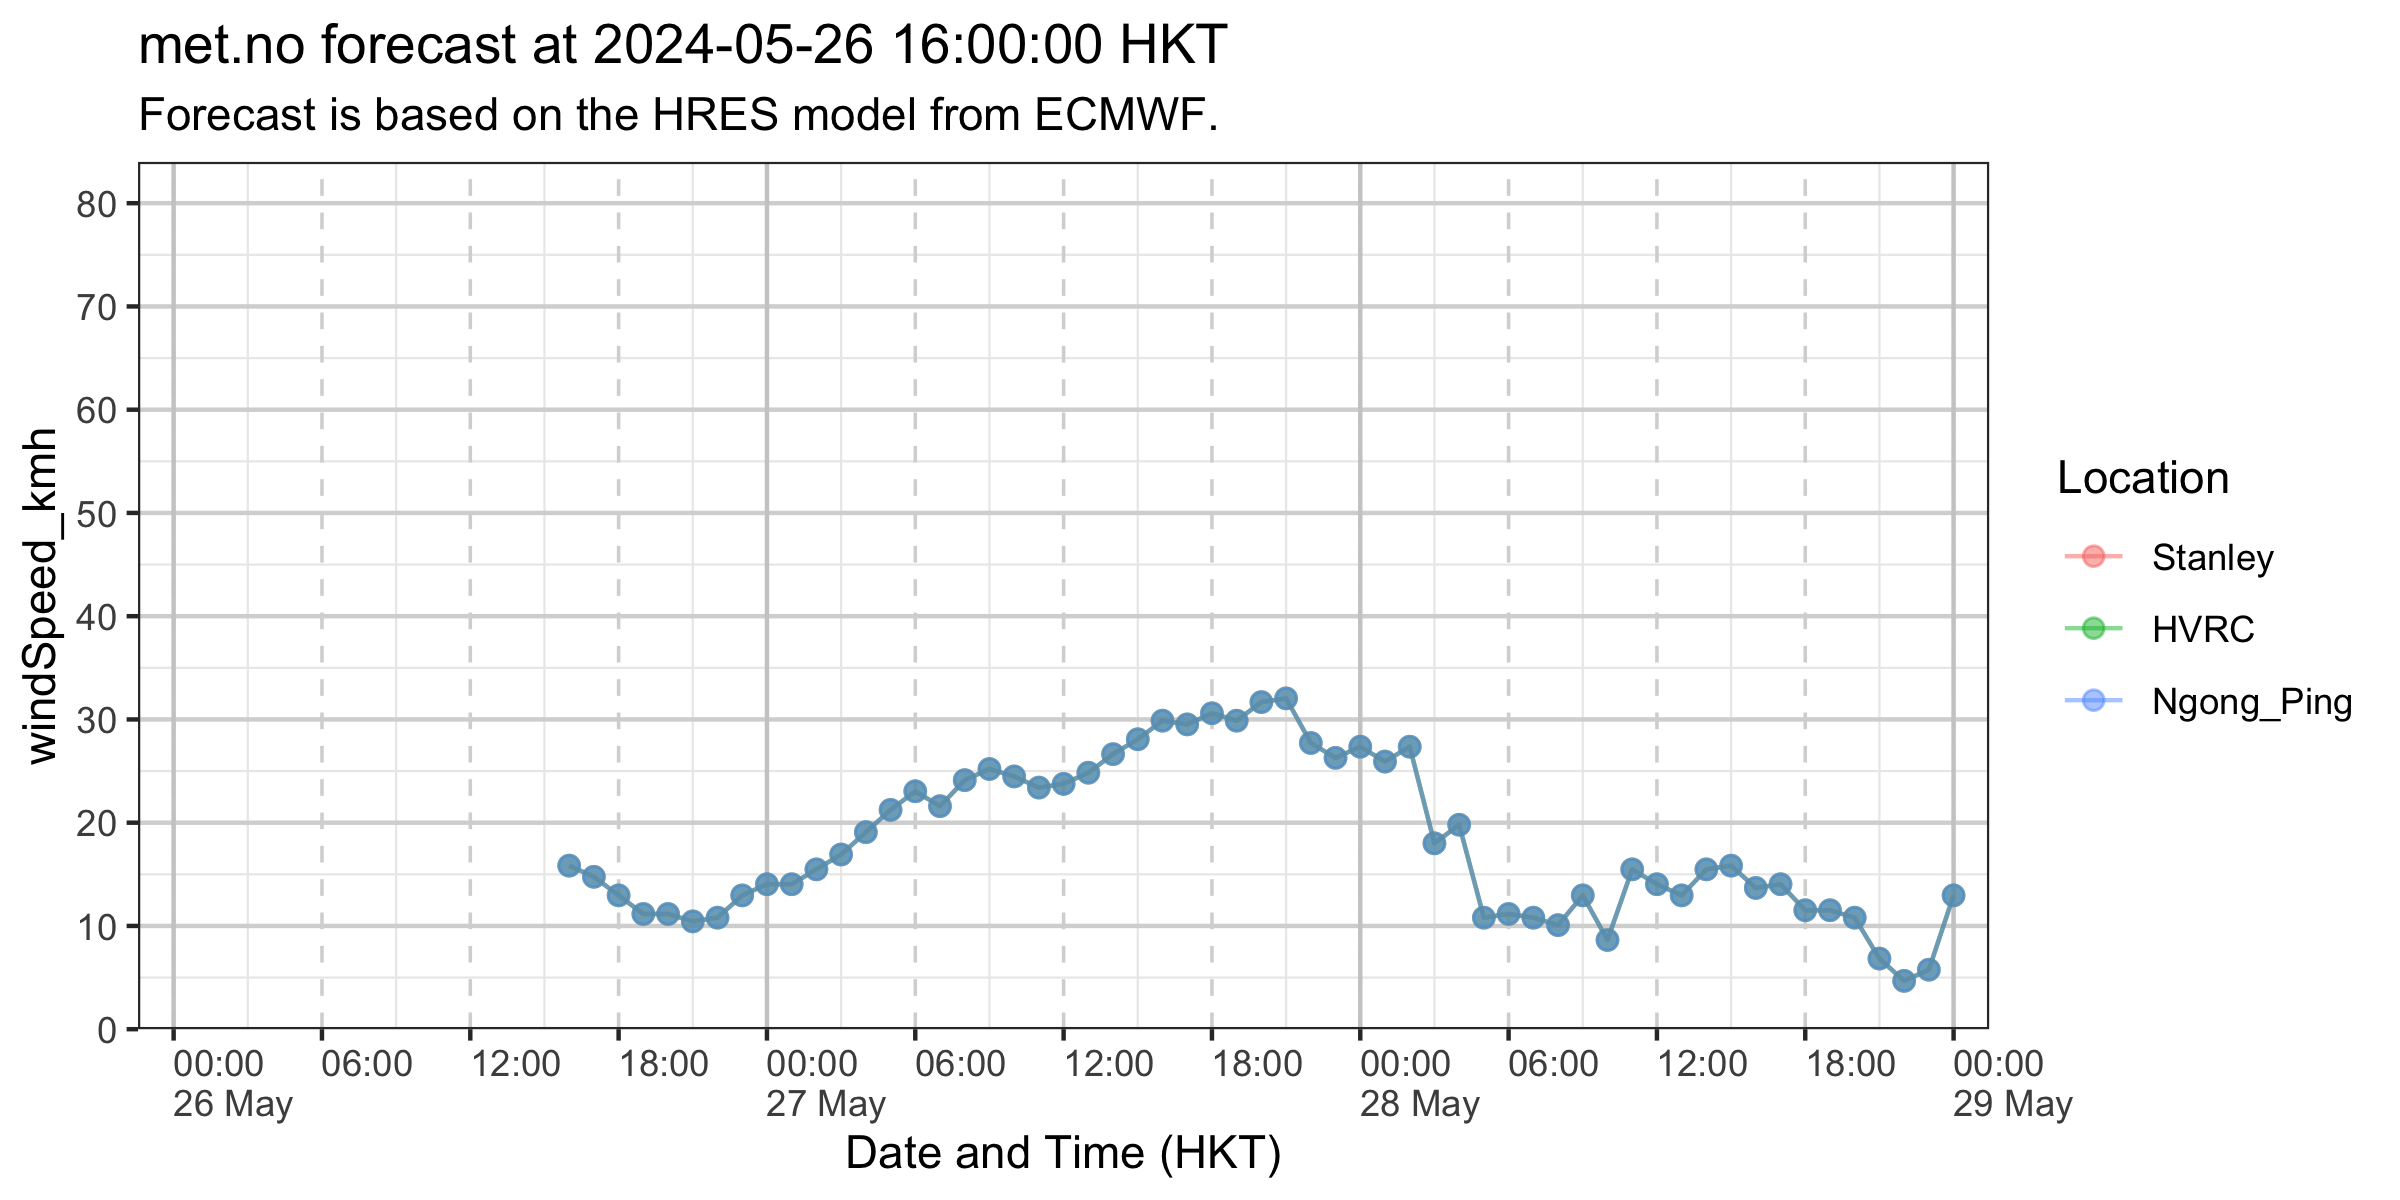 met.no forecast at 2024-05-26 16:00:00 HKT
Forecast is based on the HRES model from ECMWF.
windSpeed_kmh
80
70
60
50
40
30
20
10
0
00:00 06:00 12:00 18:00 00:00 06:00 12:00 18:00 00:00 06:00 12:00 18:00 00:00
26 May 27 May 28 May 29 May
Date and Time (HKT)
Location
Stanley
HVRC
Ngong_Ping